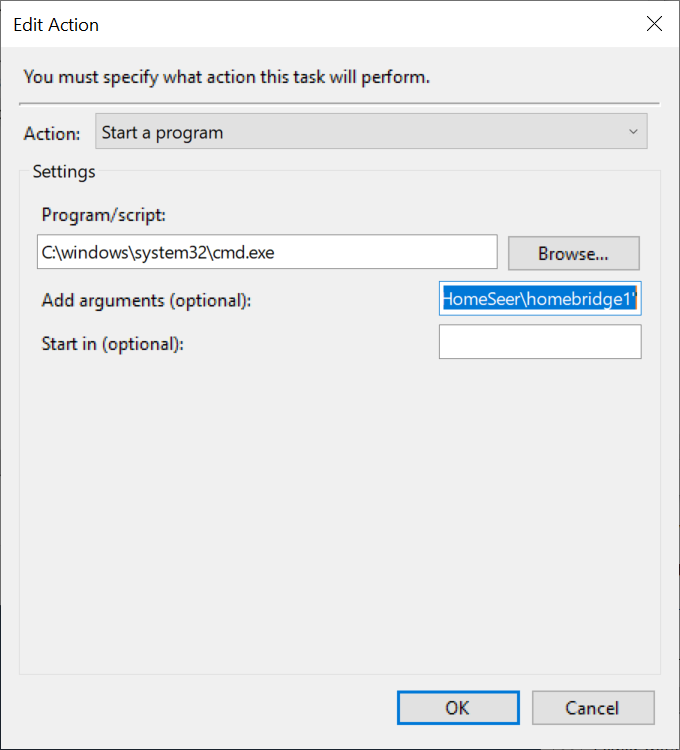 Edit Action
You must specify what action this task will perform.
Action: Start a program
Settings
Program/script:
C:\windows\system32\cmd.exe Browse...
Add arguments (optional): HomeSeer\homebridge1"
Start in (optional):
OK Cancel